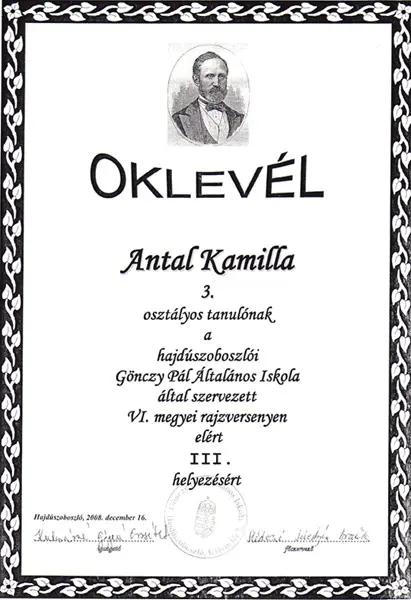 OKLEVÉL
Antal Kamilla
3.
osztályos tanulónak
a
hajdúszoboszlói
Gönczy Pál Általános Iskola
által szervezett
VI. megyei rajzversenyen
elért
III.
helyezésért
Hajdúszoboszló, 2008. december 16.
igazgató
főszervező